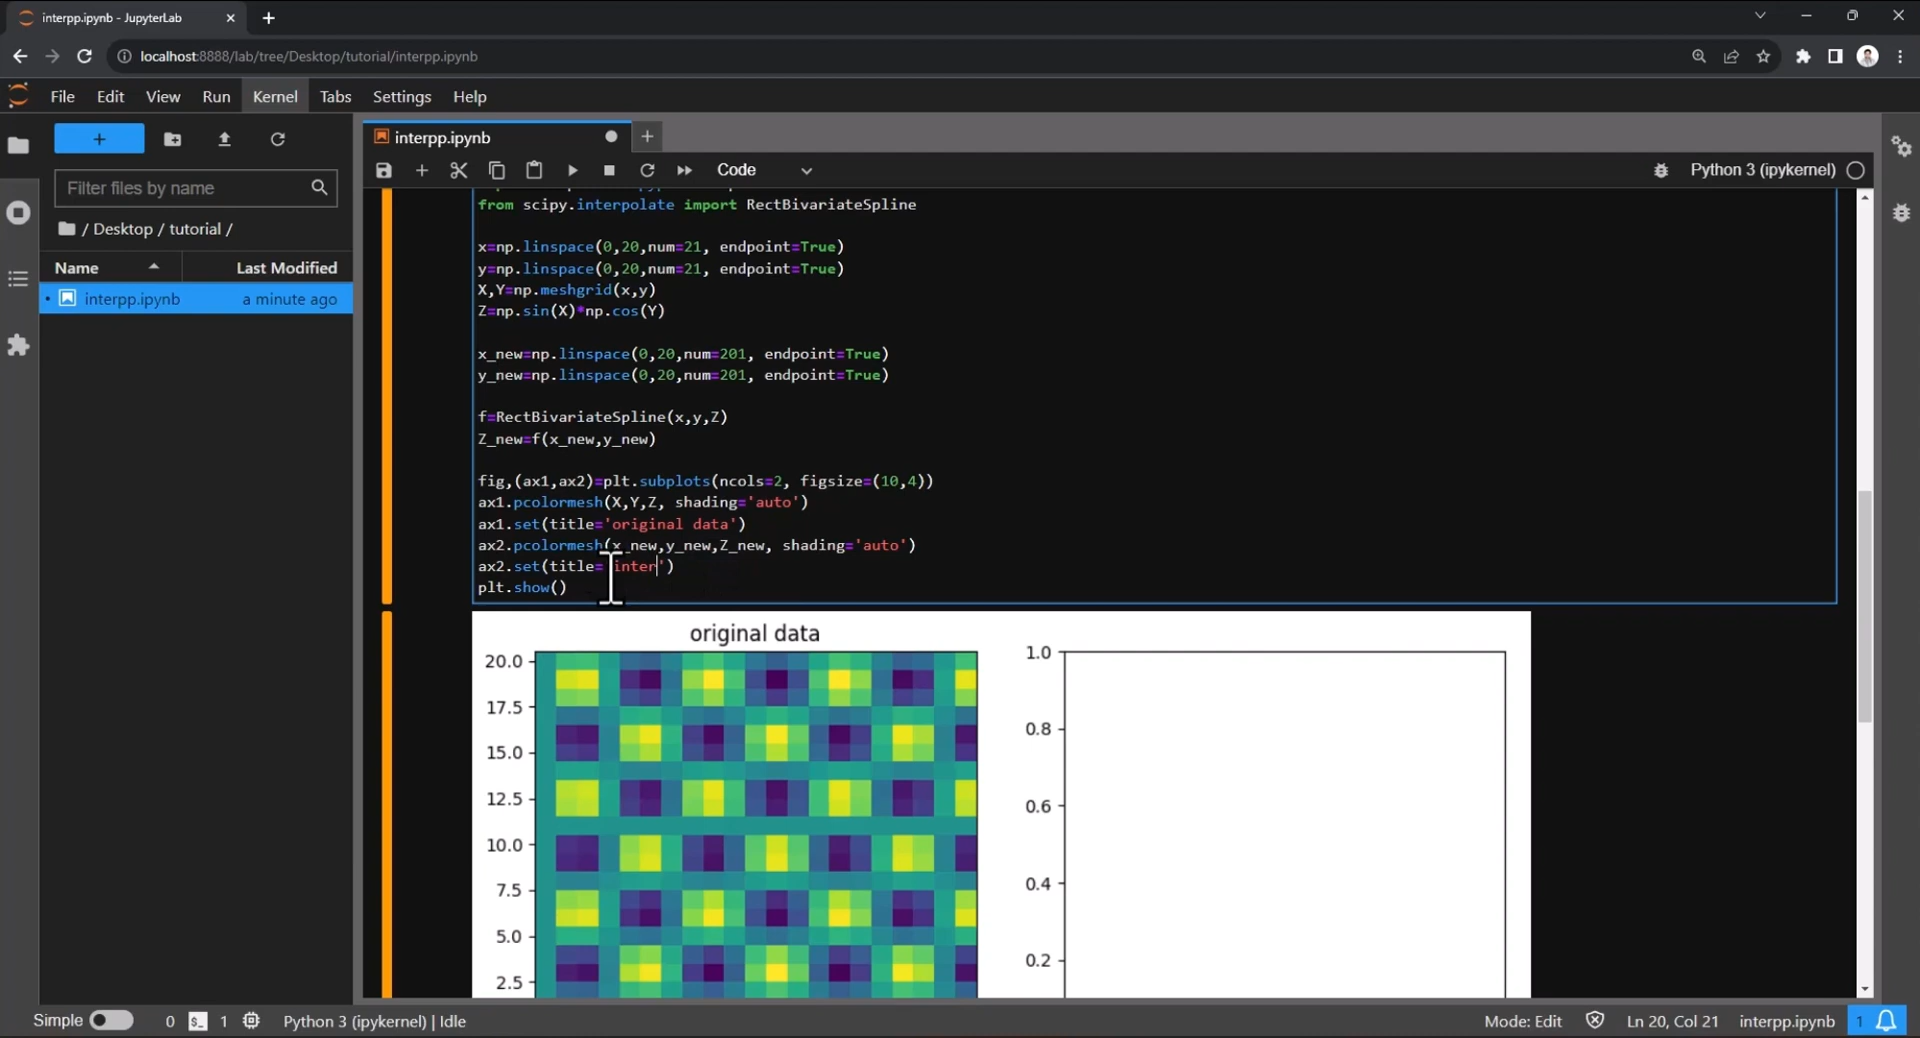 interpp.ipynb - JupyterLab
localhost:8888/lab/tree/Desktop/tutorial/interpp.ipynb
File Edit View Run Kernel Tabs Settings Help
interpp.ipynb
Code
Python 3 (ipykernel)
Filter files by name
/ Desktop / tutorial /
Name Last Modified
interpp.ipynb a minute ago
from scipy.interpolate import RectBivariateSpline
x=np.linspace(0,20,num=21, endpoint=True)
y=np.linspace(0,20,num=21, endpoint=True)
X,Y=np.meshgrid(x,y)
Z=np.sin(X)*np.cos(Y)
x_new=np.linspace(0,20,num=201, endpoint=True)
y_new=np.linspace(0,20,num=201, endpoint=True)
f=RectBivariateSpline(x,y,Z)
Z_new=f(x_new,y_new)
fig,(ax1,ax2)=plt.subplots(ncols=2, figsize=(10,4))
ax1.pcolormesh(X,Y,Z, shading='auto')
ax1.set(title='original data')
ax2.pcolormesh(x_new,y_new,Z_new, shading='auto')
ax2.set(title='inter')
plt.show()
original data
20.0
17.5
15.0
12.5
10.0
7.5
5.0
2.5
1.0
0.8
0.6
0.4
0.2
Simple 0 $_ 1 Python 3 (ipykernel) | Idle
Mode: Edit Ln 20, Col 21 interpp.ipynb 1